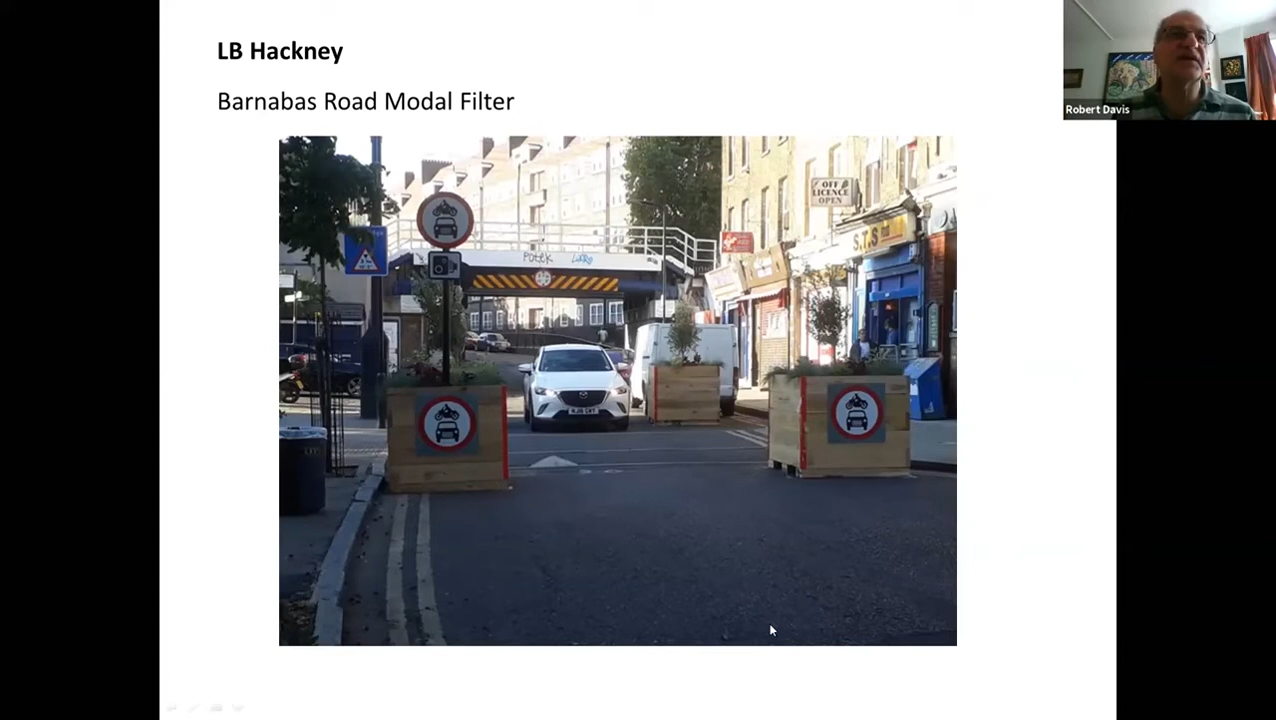 LB Hackney
Barnabas Road Modal Filter
Robert Davis
OFF
LICENCE
OPEN
S.T.S